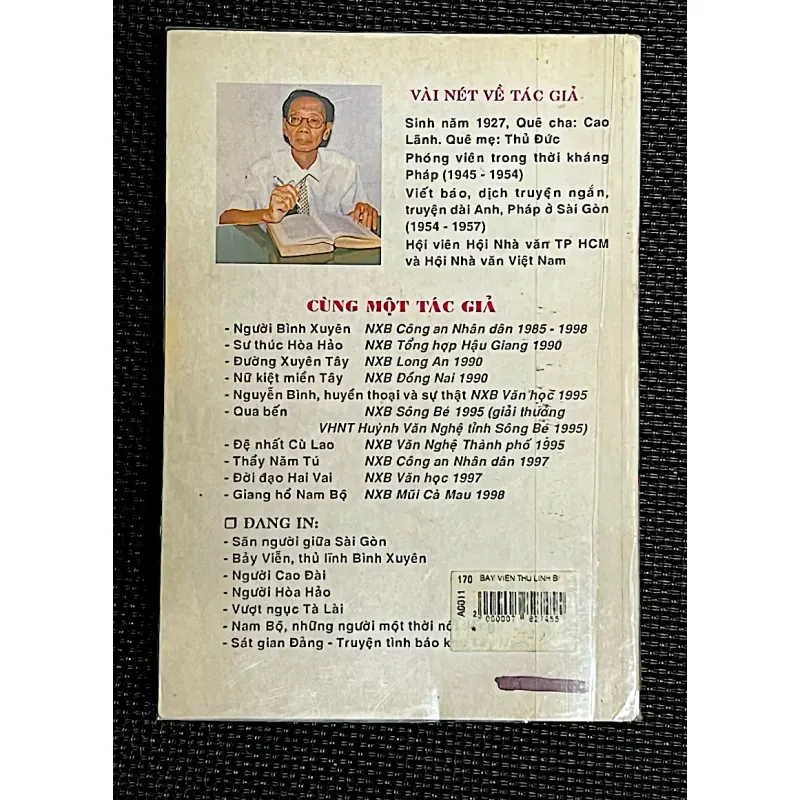 VÀI NÉT VỀ TÁC GIẢ
Sinh năm 1927, Quê cha: Cao
Lãnh. Quê mẹ: Thủ Đức
Phóng viên trong thời kháng
Pháp (1945 - 1954)
Viết báo, dịch truyện ngắn,
truyện dài Anh, Pháp ở Sài Gòn
(1954 - 1957)
Hội viên Hội Nhà văn TP HCM
và Hội Nhà văn Việt Nam
CÙNG MỘT TÁC GIẢ
- Người Bình Xuyên NXB Công an Nhân dân 1985 - 1998
- Sư thúc Hòa Hảo NXB Tổng hợp Hậu Giang 1990
- Đường Xuyên Tây NXB Long An 1990
- Nữ kiệt miền Tây NXB Đồng Nai 1990
- Nguyễn Bình, huyền thoại và sự thật NXB Văn học 1995
- Qua bến NXB Sông Bé 1995 (giải thưởng
VHNT Huỳnh Văn Nghệ tỉnh Sông Bé 1995)
- Đệ nhất Cù Lao NXB Văn Nghệ Thành phố 1995
- Thầy Năm Tú NXB Công an Nhân dân 1997
- Đời đạo Hai Vai NXB Văn học 1997
- Giang hồ Nam Bộ NXB Mũi Cà Mau 1998
❒ ĐANG IN:
- Săn người giữa Sài Gòn
- Bảy Viễn, thủ lĩnh Bình Xuyên
- Người Cao Đài
- Người Hòa Hảo
- Vượt ngục Tà Lài
- Nam Bộ, những người một thời
- Sát gian Đảng - Truyện tình báo
170 BAY VIEN THU LINH BI
AG011
2 000007 627455
*